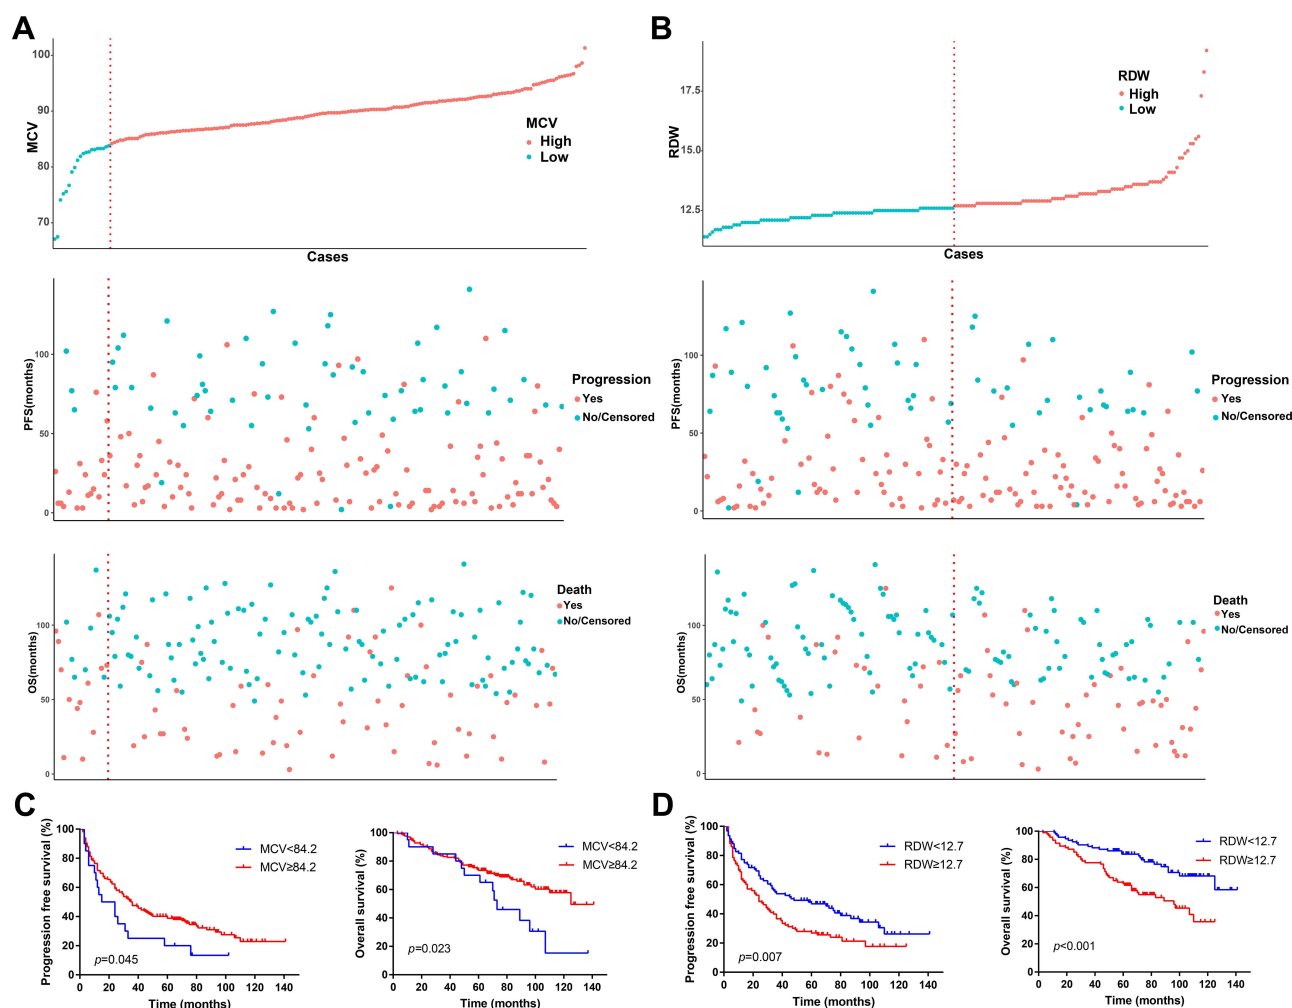 A
MCV
100
90
80
70
MCV
High
Low
Cases
B
RDW
17.5
15.0
12.5
RDW
High
Low
Cases
PFS(months)
100
50
0
Progression
Yes
No/Censored
PFS(months)
100
50
0
Progression
Yes
No/Censored
OS(months)
100
50
0
Death
Yes
No/Censored
OS(months)
100
50
0
Death
Yes
No/Censored
C
Progression free survival (%)
100
80
60
40
20
0
MCV<84.2
MCV≥84.2
p=0.045
0 20 40 60 80 100 120 140
Time (months)
Overall survival (%)
100
80
60
40
20
0
MCV<84.2
MCV≥84.2
p=0.023
0 20 40 60 80 100 120 140
Time (months)
D
Progression free survival (%)
100
80
60
40
20
0
RDW<12.7
RDW≥12.7
p=0.007
0 20 40 60 80 100 120 140
Time (months)
Overall survival (%)
100
80
60
40
20
0
RDW<12.7
RDW≥12.7
p<0.001
0 20 40 60 80 100 120 140
Time (months)